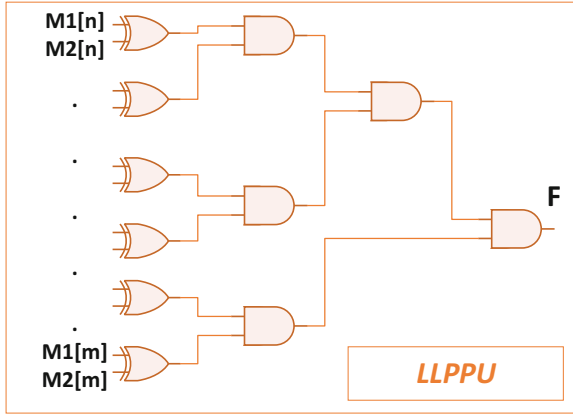 M1[n]
M2[n]
.
.
.
.
.
.
M1[m]
M2[m]
F
LLPPU